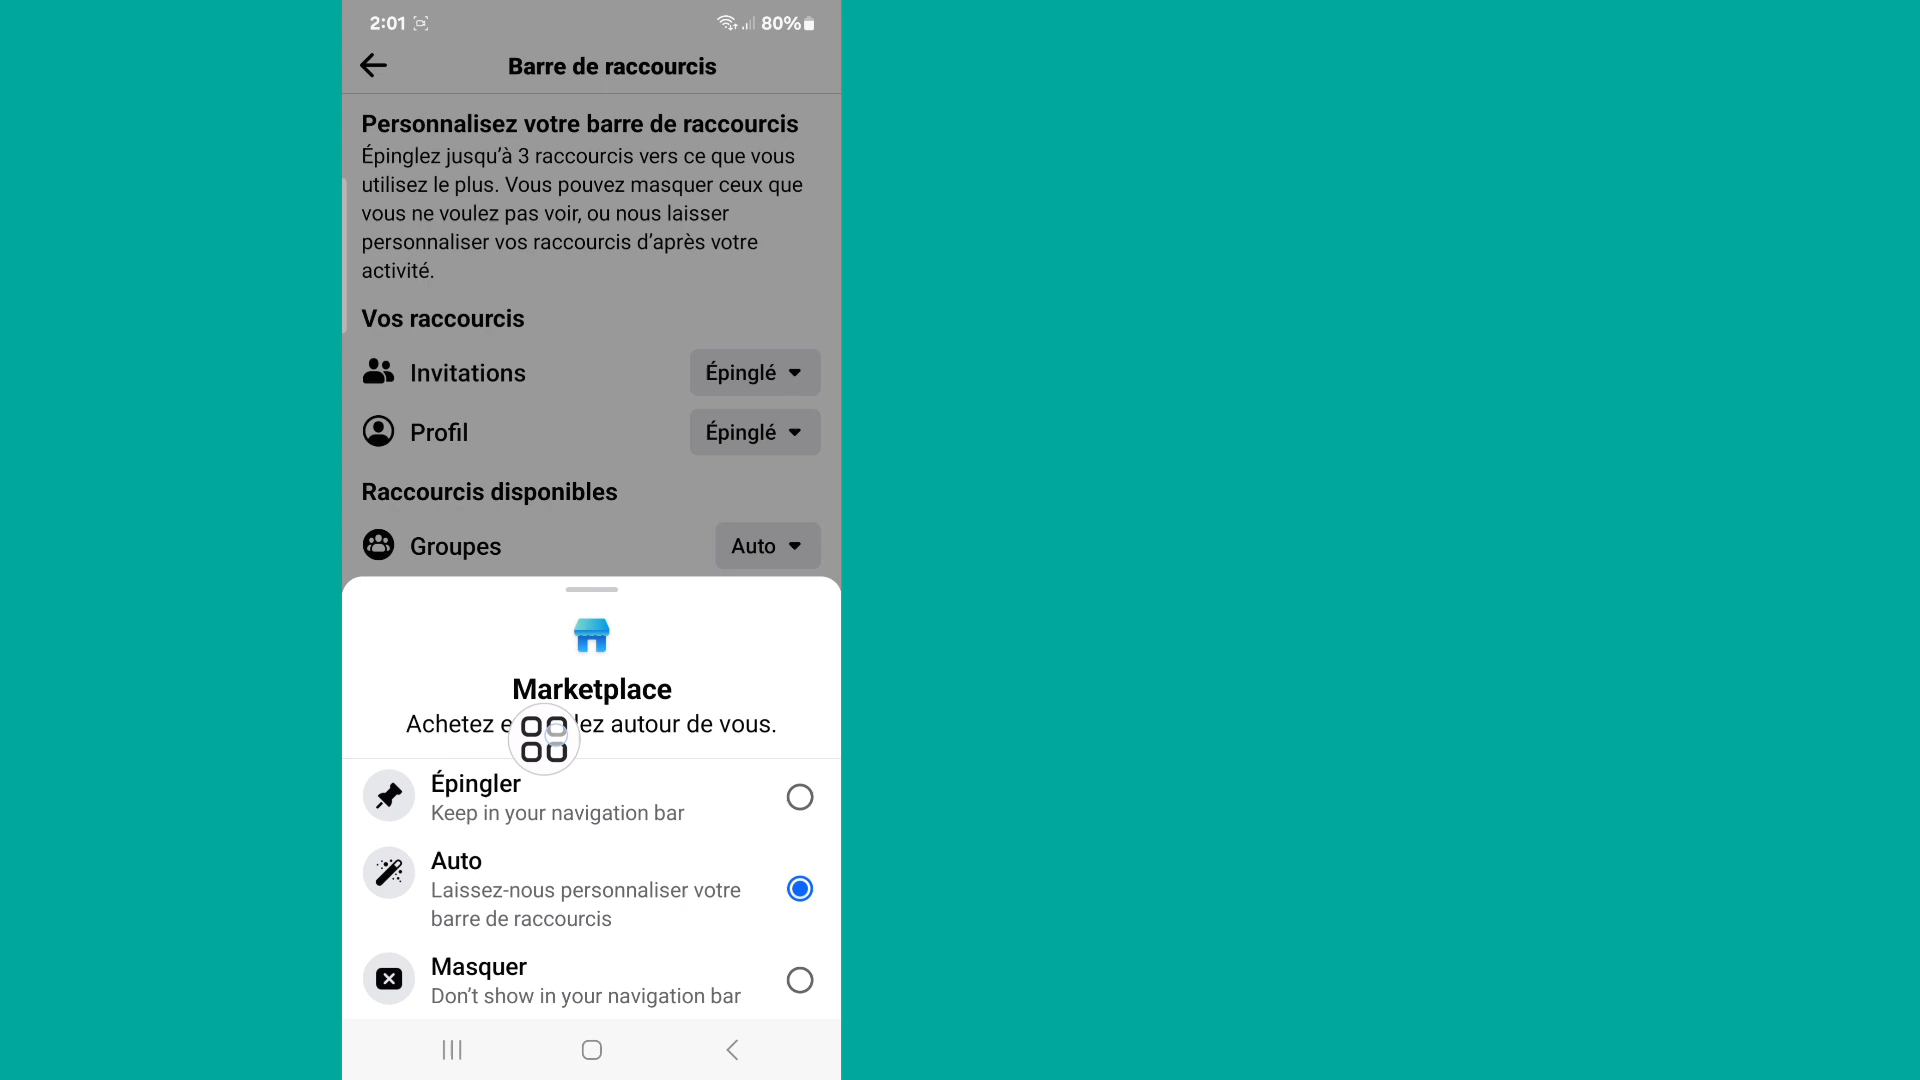 2:01
80%
Barre de raccourcis
Personnalisez votre barre de raccourcis
Épinglez jusqu’à 3 raccourcis vers ce que vous
utilisez le plus. Vous pouvez masquer ceux que
vous ne voulez pas voir, ou nous laisser
personnaliser vos raccourcis d’après votre
activité.
Vos raccourcis
Invitations
Épinglé
Profil
Épinglé
Raccourcis disponibles
Groupes
Auto
Marketplace
Achetez autour de vous.
Épingler
Keep in your navigation bar
Auto
Laissez-nous personnaliser votre
barre de raccourcis
Masquer
Don’t show in your navigation bar